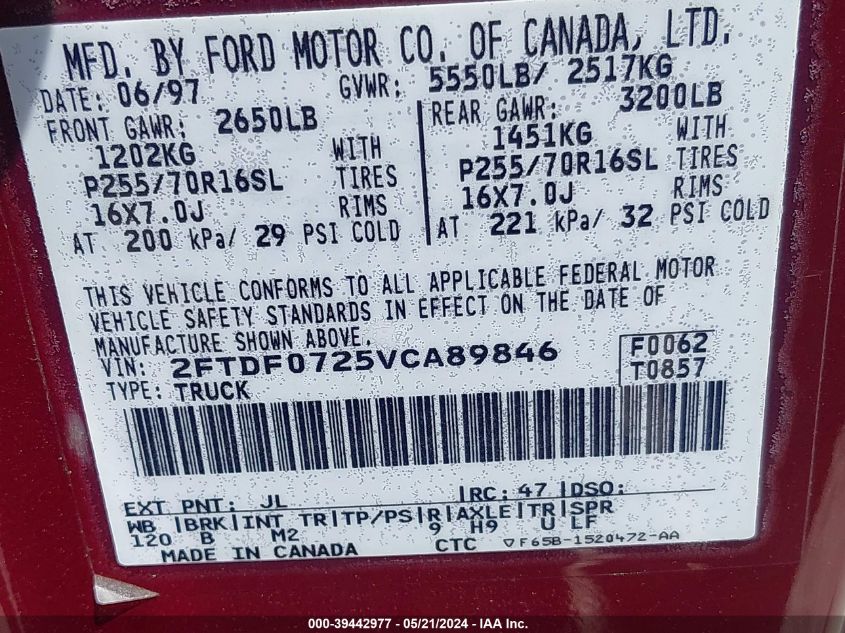 MFD. BY FORD MOTOR CO. OF CANADA, LTD.
DATE: 06/97 GVWR: 5550LB/ 2517KG
FRONT GAWR: 2650LB REAR GAWR: 3200LB
1202KG WITH 1451KG WITH
P255/70R16SL TIRES P255/70R16SL TIRES
16X7.0J RIMS 16X7.0J RIMS
AT 200 kPa/ 29 PSI COLD AT 221 kPa/ 32 PSI COLD
THIS VEHICLE CONFORMS TO ALL APPLICABLE FEDERAL MOTOR
VEHICLE SAFETY STANDARDS IN EFFECT ON THE DATE OF
MANUFACTURE SHOWN ABOVE.
VIN: 2FTDF0725VCA89846 F0062
TYPE: TRUCK T0857
EXT PNT: JL RC: 47 DSO:
WB BRK INT TR TP/PS R AXLE TR SPR
120 B M2 9 H9 U LF
MADE IN CANADA CTC ▽F65B-1520472-AA
000-39442977 - 05/21/2024 - IAA Inc.